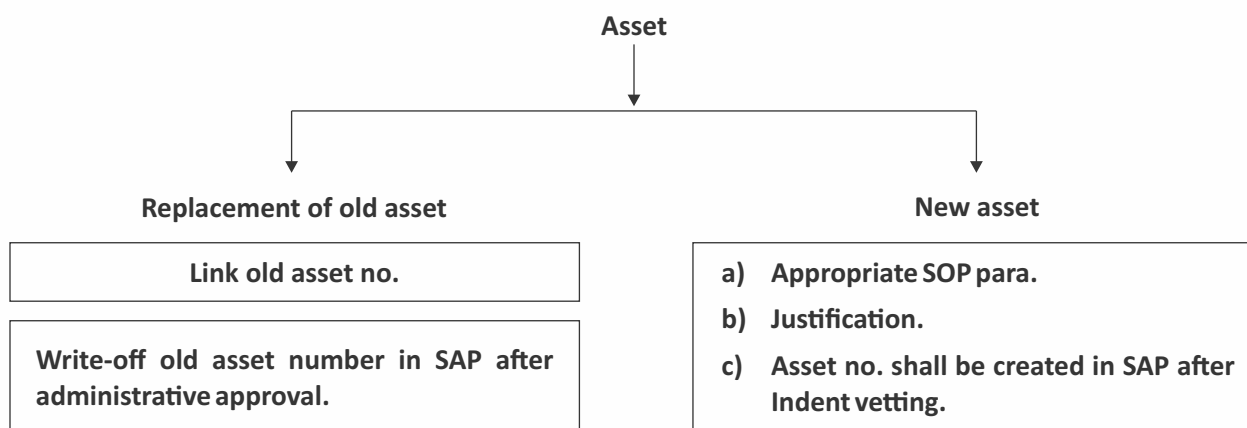 Asset
Replacement of old asset
Link old asset no.
Write-off old asset number in SAP after
administrative approval.
New asset
a) Appropriate SOP para.
b) Justification.
c) Asset no. shall be created in SAP after
Indent vetting.